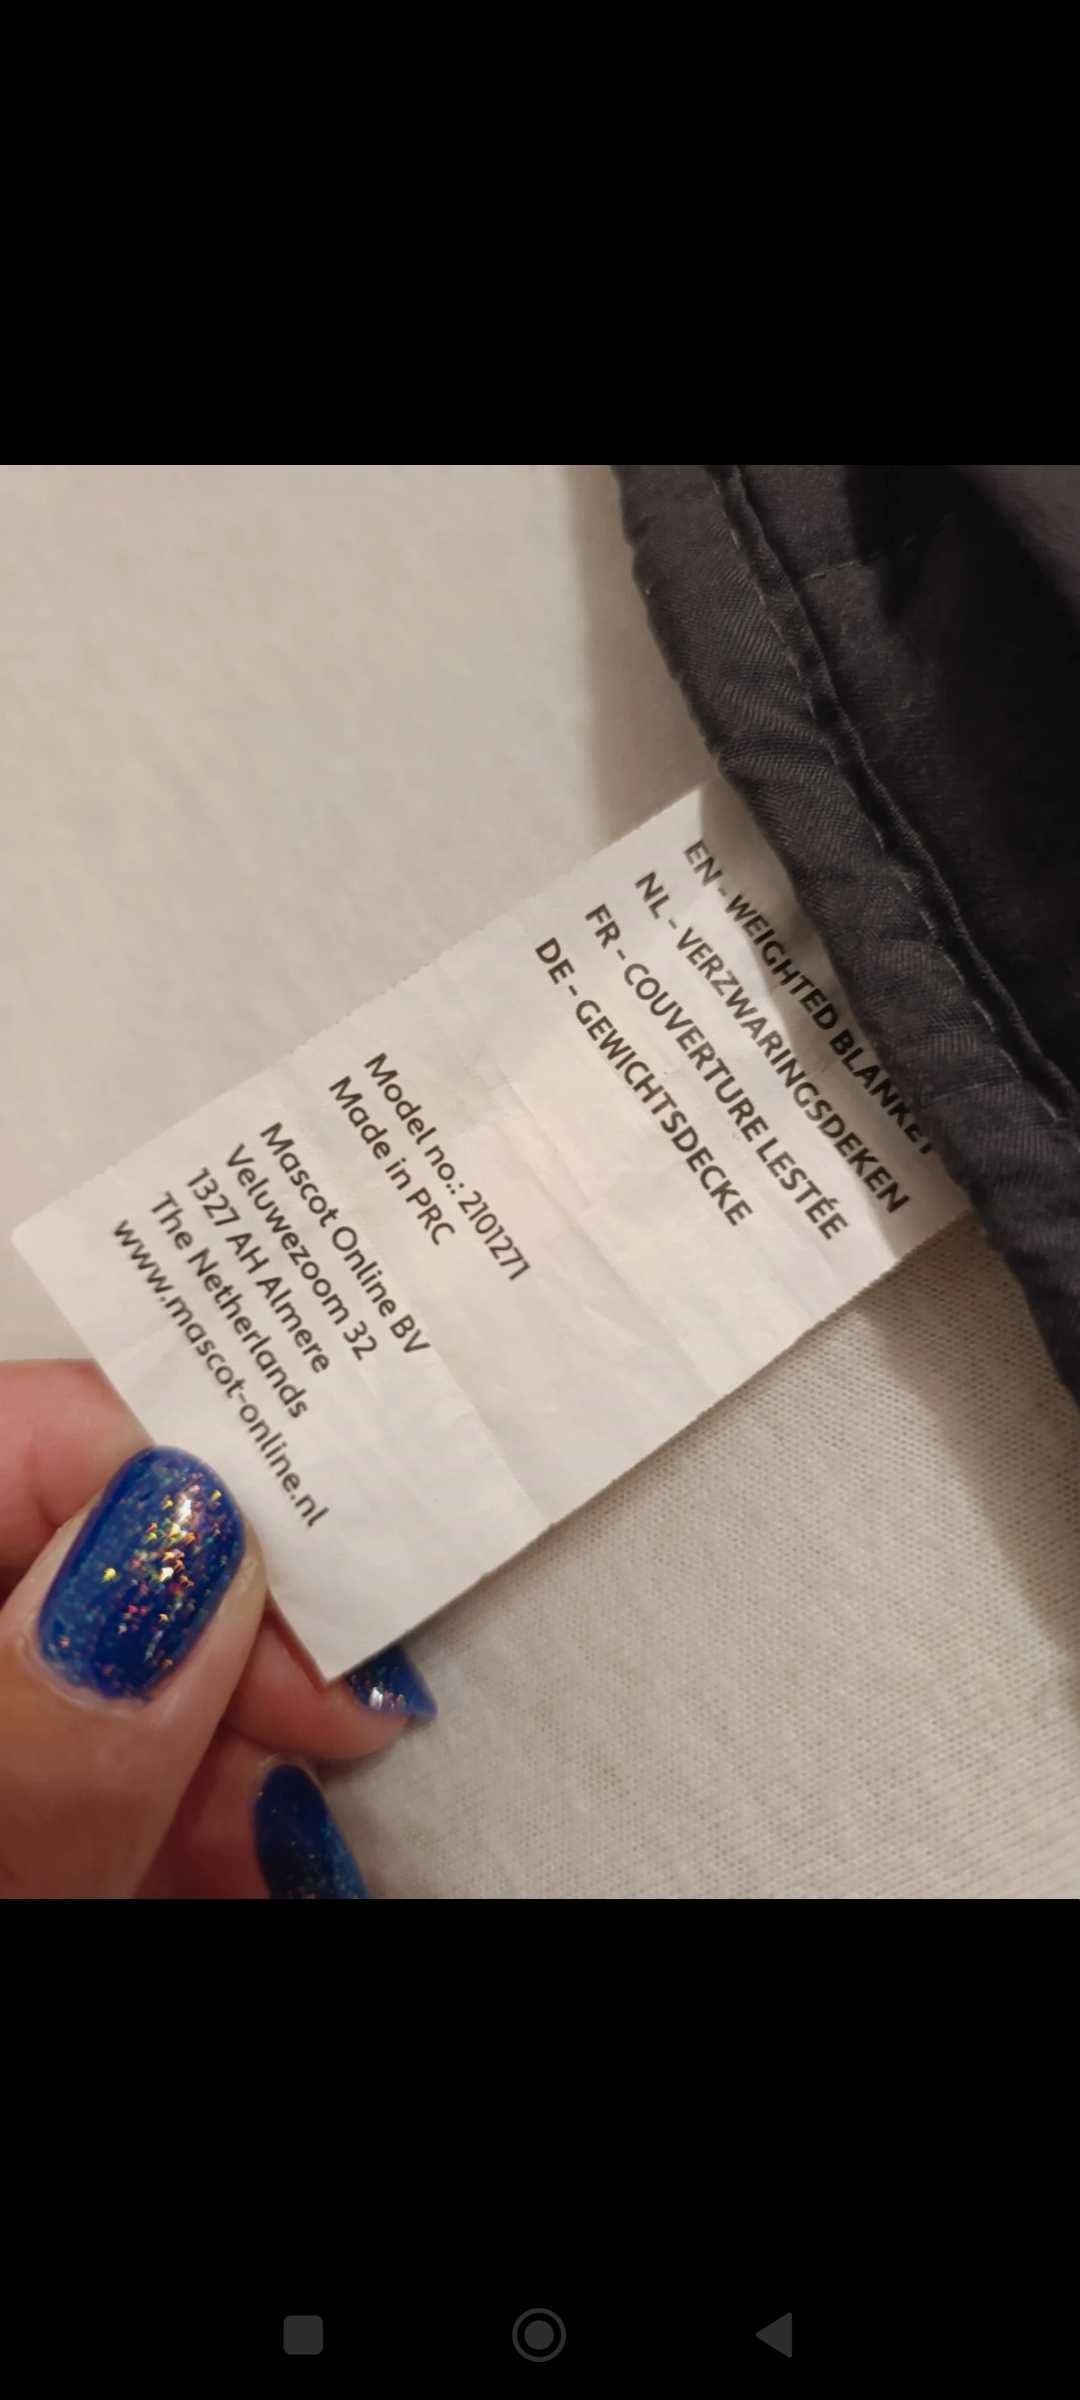 EN - WEIGHTED BLANKET
NL - VERZWARINGSDEKEN
FR - COUVERTURE LESTÉE
DE - GEWICHTSDECKE
Model no.: 2101271
Made in PRC
Mascot Online BV
Veluwezoom 32
1327 AH Almere
The Netherlands
www.mascot-online.nl